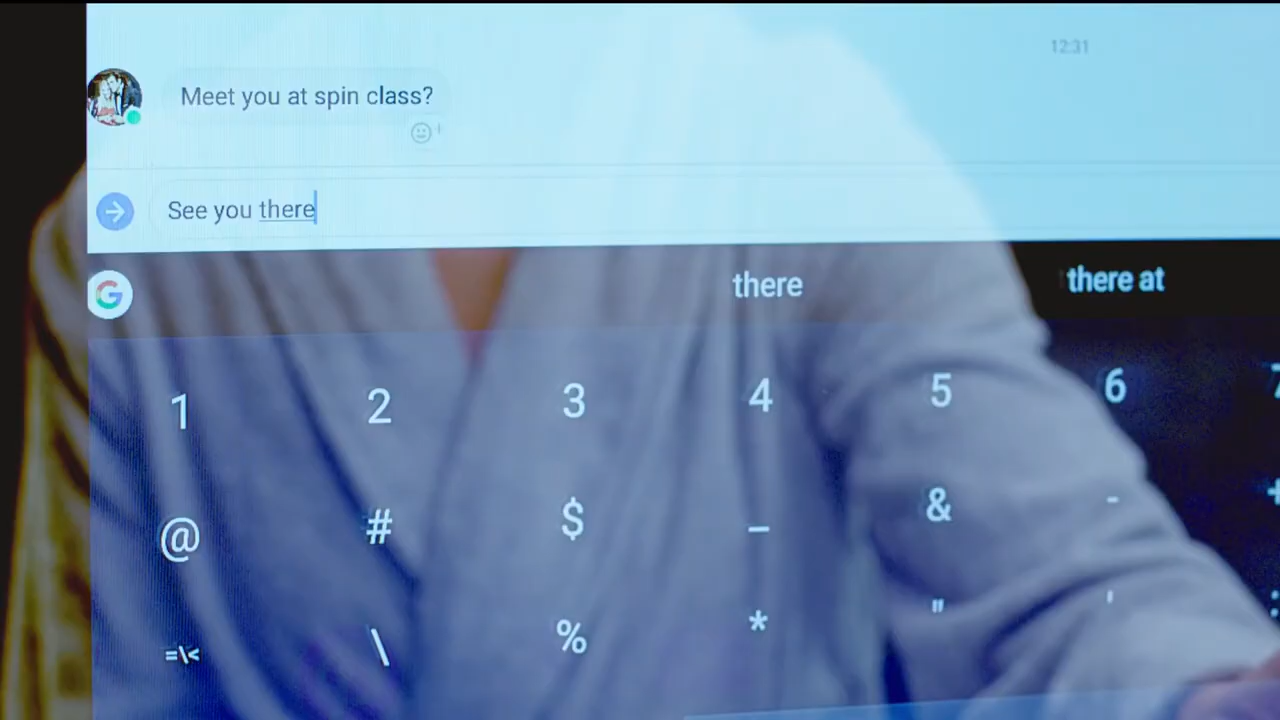 12:31
Meet you at spin class?
See you there
G there there at
1 2 3 4 5 6
@ # $ _ & - +
=\< \ % * " '